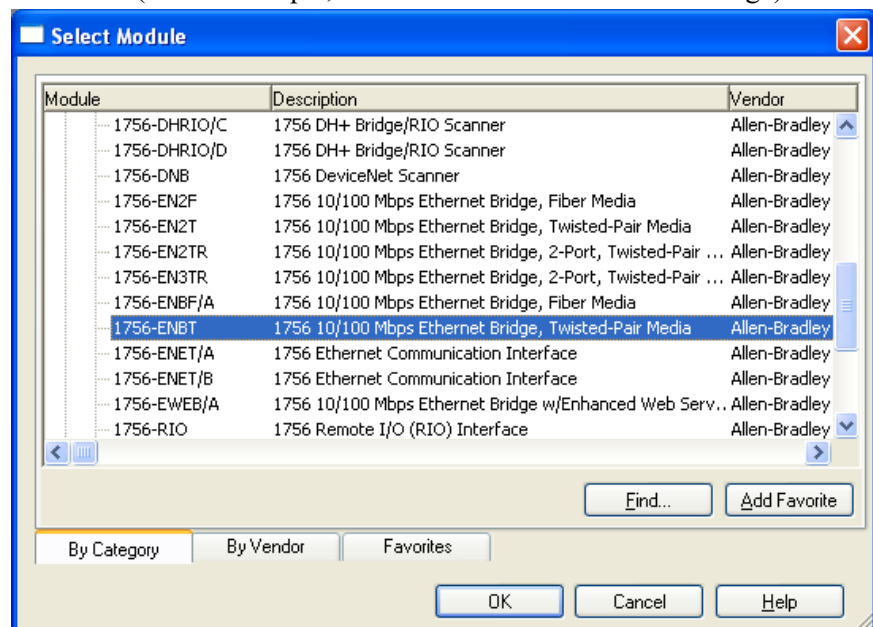 Select Module
Module Description Vendor
1756-DHRIO/C 1756 DH+ Bridge/RIO Scanner Allen-Bradley
1756-DHRIO/D 1756 DH+ Bridge/RIO Scanner Allen-Bradley
1756-DNB 1756 DeviceNet Scanner Allen-Bradley
1756-EN2F 1756 10/100 Mbps Ethernet Bridge, Fiber Media Allen-Bradley
1756-EN2T 1756 10/100 Mbps Ethernet Bridge, Twisted-Pair Media Allen-Bradley
1756-EN2TR 1756 10/100 Mbps Ethernet Bridge, 2-Port, Twisted-Pair ... Allen-Bradley
1756-EN3TR 1756 10/100 Mbps Ethernet Bridge, 2-Port, Twisted-Pair ... Allen-Bradley
1756-ENBF/A 1756 10/100 Mbps Ethernet Bridge, Fiber Media Allen-Bradley
1756-ENBT 1756 10/100 Mbps Ethernet Bridge, Twisted-Pair Media Allen-Bradley
1756-ENET/A 1756 Ethernet Communication Interface Allen-Bradley
1756-ENET/B 1756 Ethernet Communication Interface Allen-Bradley
1756-EWEB/A 1756 10/100 Mbps Ethernet Bridge w/Enhanced Web Serv.. Allen-Bradley
1756-RIO 1756 Remote I/O (RIO) Interface Allen-Bradley
Find... Add Favorite
By Category By Vendor Favorites
OK Cancel Help